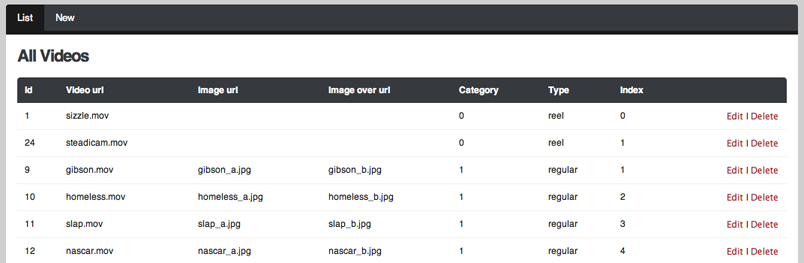 List New
All Videos
Id Video url Image url Image over url Category Type Index
1 sizzle.mov 0 reel 0 Edit | Delete
24 steadicam.mov 0 reel 1 Edit | Delete
9 gibson.mov gibson_a.jpg gibson_b.jpg 1 regular 1 Edit | Delete
10 homeless.mov homeless_a.jpg homeless_b.jpg 1 regular 2 Edit | Delete
11 slap.mov slap_a.jpg slap_b.jpg 1 regular 3 Edit | Delete
12 nascar.mov nascar_a.jpg nascar_b.jpg 1 regular 4 Edit | Delete